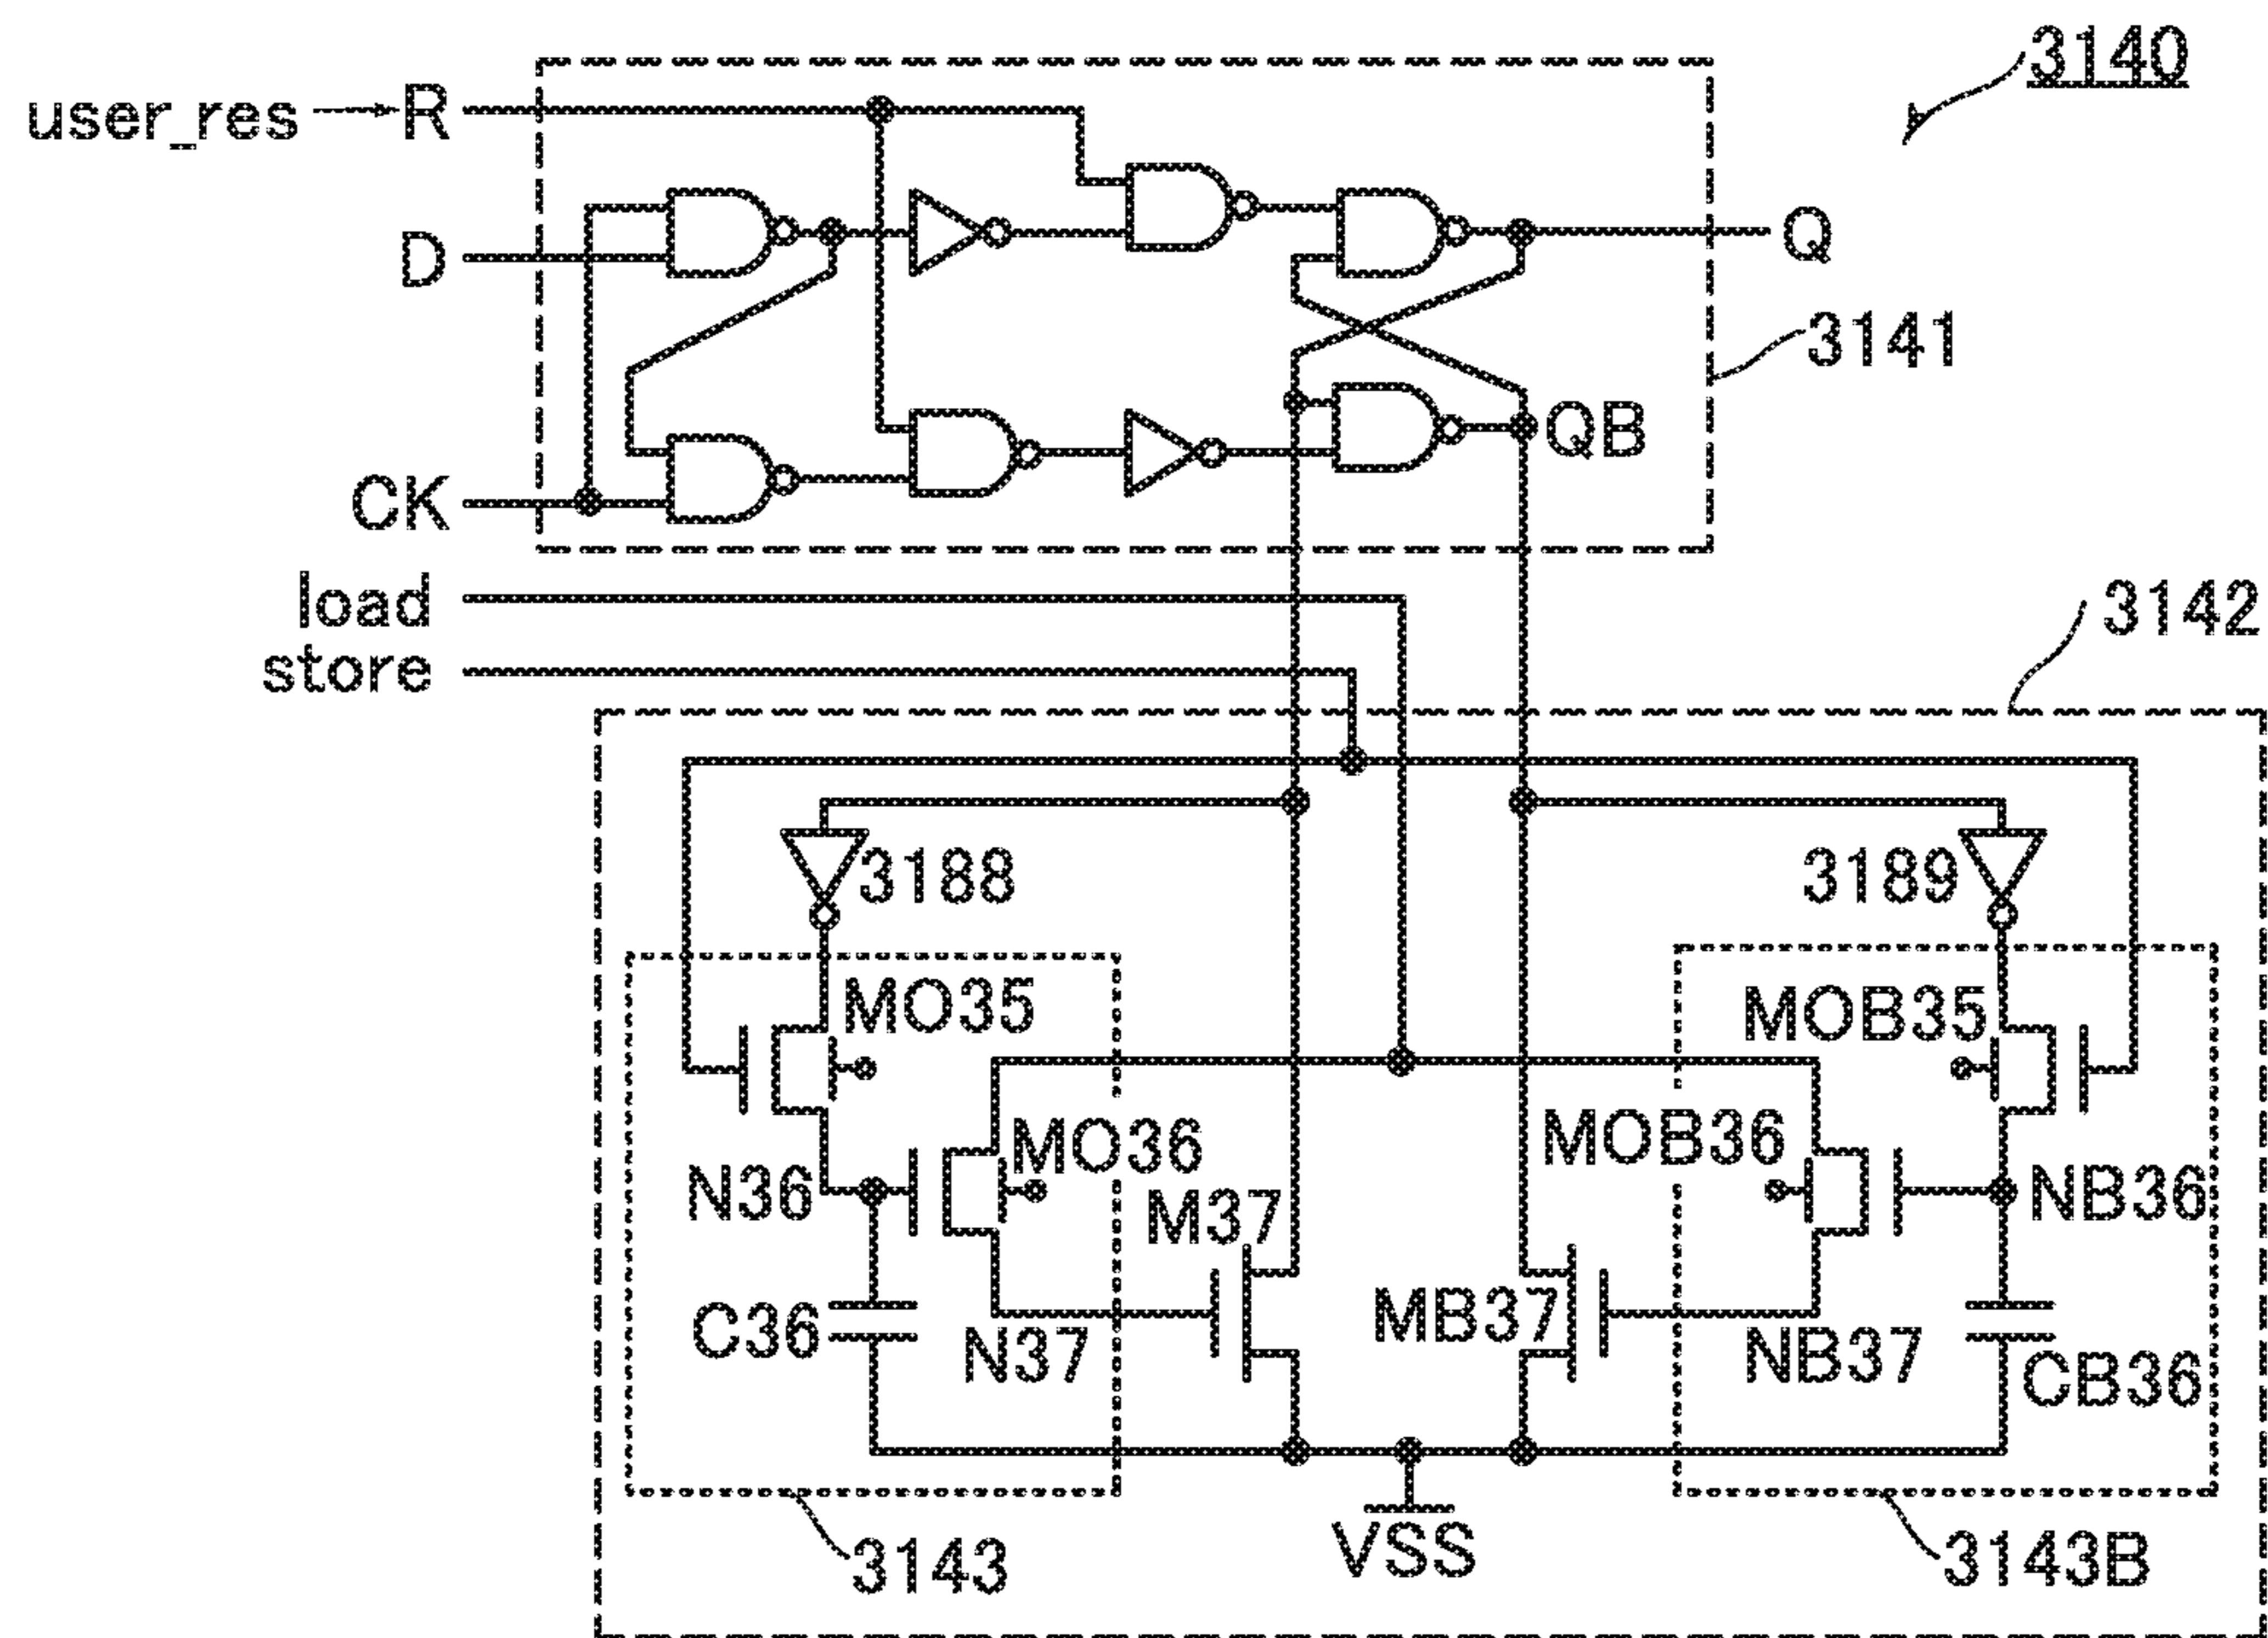 3140
user_res R
D
Q
3141
QB
CK
load
store
3142
3188
3189
MO35
MOB35
MO36
MOB36
N36
M37
NB36
C36
N37
MB37
NB37
CB36
VSS
3143
3143B